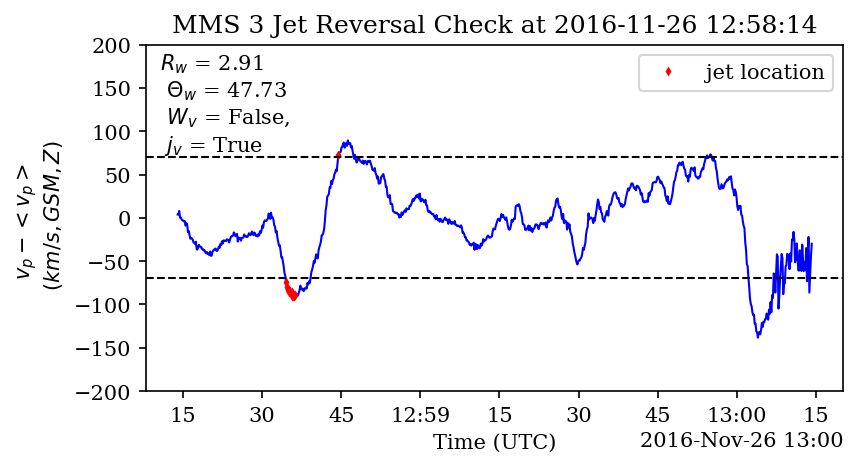 MMS 3 Jet Reversal Check at 2016-11-26 12:58:14
R_w = 2.91
Θ_w = 47.73
W_v = False,
j_v = True
jet location
200
150
100
50
0
−50
−100
−150
−200
v_p − < v_p >
(km/s, GSM, Z)
15 30 45 12:59 15 30 45 13:00 15
Time (UTC)
2016-Nov-26 13:00